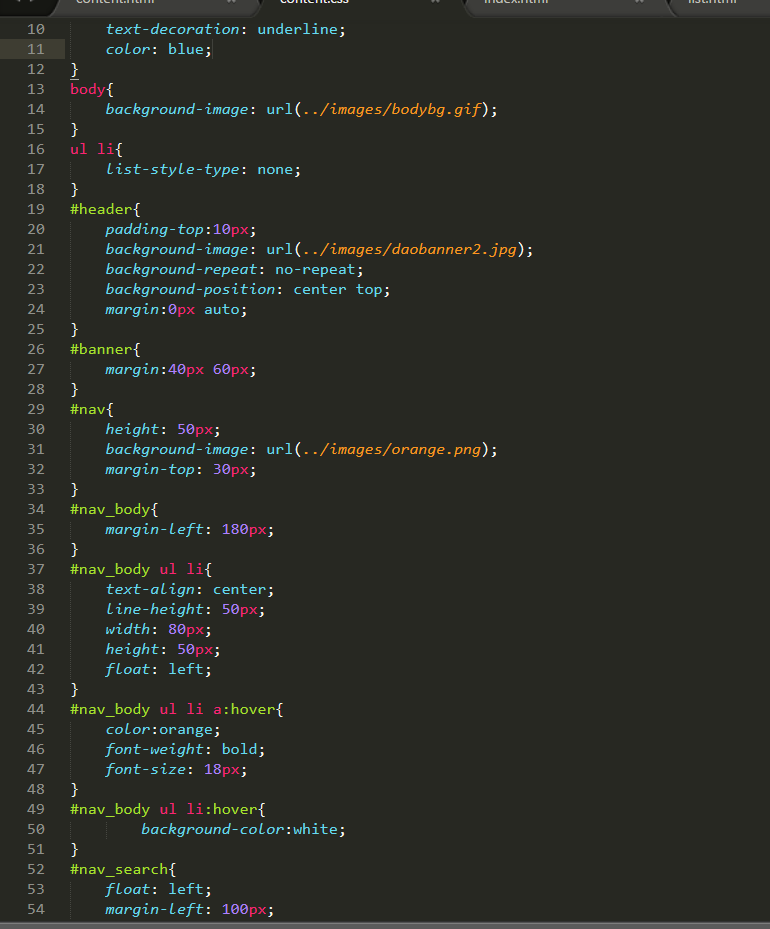 content.html content.css index.html list.html
10 text-decoration: underline;
11 color: blue;
12 }
13 body{
14 background-image: url(../images/bodybg.gif);
15 }
16 ul li{
17 list-style-type: none;
18 }
19 #header{
20 padding-top:10px;
21 background-image: url(../images/daobanner2.jpg);
22 background-repeat: no-repeat;
23 background-position: center top;
24 margin:0px auto;
25 }
26 #banner{
27 margin:40px 60px;
28 }
29 #nav{
30 height: 50px;
31 background-image: url(../images/orange.png);
32 margin-top: 30px;
33 }
34 #nav_body{
35 margin-left: 180px;
36 }
37 #nav_body ul li{
38 text-align: center;
39 line-height: 50px;
40 width: 80px;
41 height: 50px;
42 float: left;
43 }
44 #nav_body ul li a:hover{
45 color:orange;
46 font-weight: bold;
47 font-size: 18px;
48 }
49 #nav_body ul li:hover{
50 background-color:white;
51 }
52 #nav_search{
53 float: left;
54 margin-left: 100px;